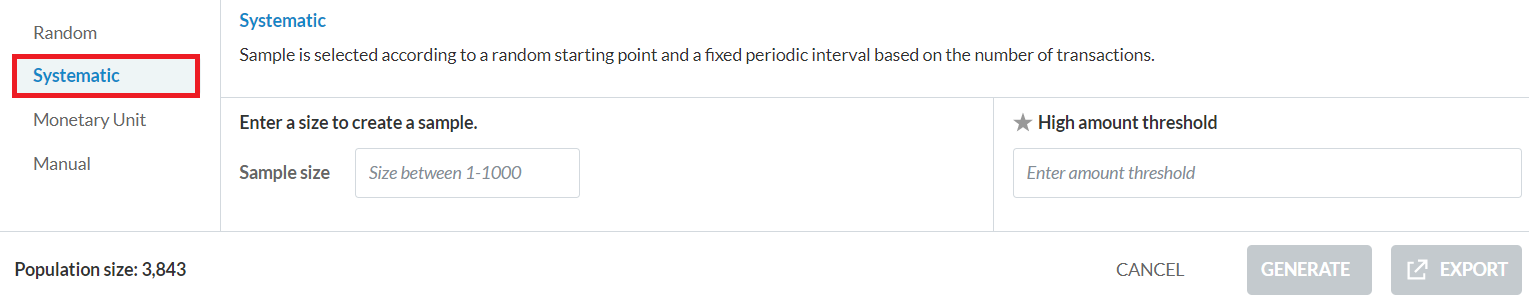 Random
Systematic
Monetary Unit
Manual
Systematic
Sample is selected according to a random starting point and a fixed periodic interval based on the number of transactions.
Enter a size to create a sample.
Sample size
Size between 1-1000
★ High amount threshold
Enter amount threshold
Population size: 3,843
CANCEL
GENERATE
EXPORT